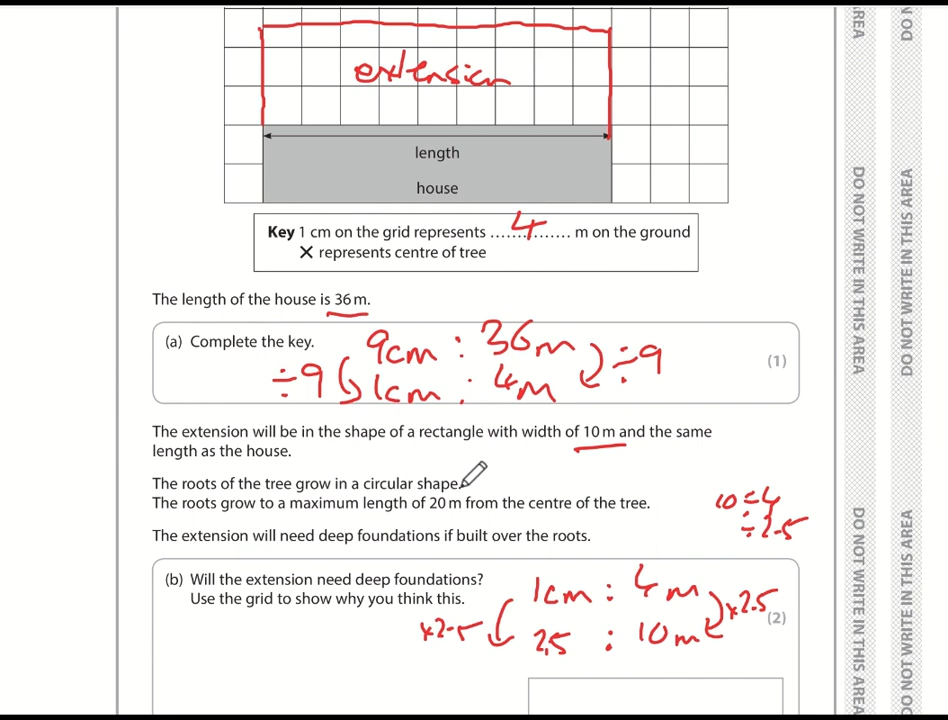 extension
length
house
Key 1 cm on the grid represents ......4...... m on the ground
✕ represents centre of tree
The length of the house is 36 m.
(a) Complete the key.
9cm : 36m
÷9 1cm : 4m ÷9
(1)
The extension will be in the shape of a rectangle with width of 10 m and the same
length as the house.
The roots of the tree grow in a circular shape.
The roots grow to a maximum length of 20 m from the centre of the tree.
The extension will need deep foundations if built over the roots.
÷2.5
(b) Will the extension need deep foundations?
Use the grid to show why you think this.
1cm : 4m
×2.5 2.5 : 10m ×2.5
(2)
DO NOT WRITE IN THIS AREA
DO NOT WRITE IN THIS AREA
DO NOT WRITE IN THIS AREA
DO NOT WRITE IN THIS AREA
REA
DO N